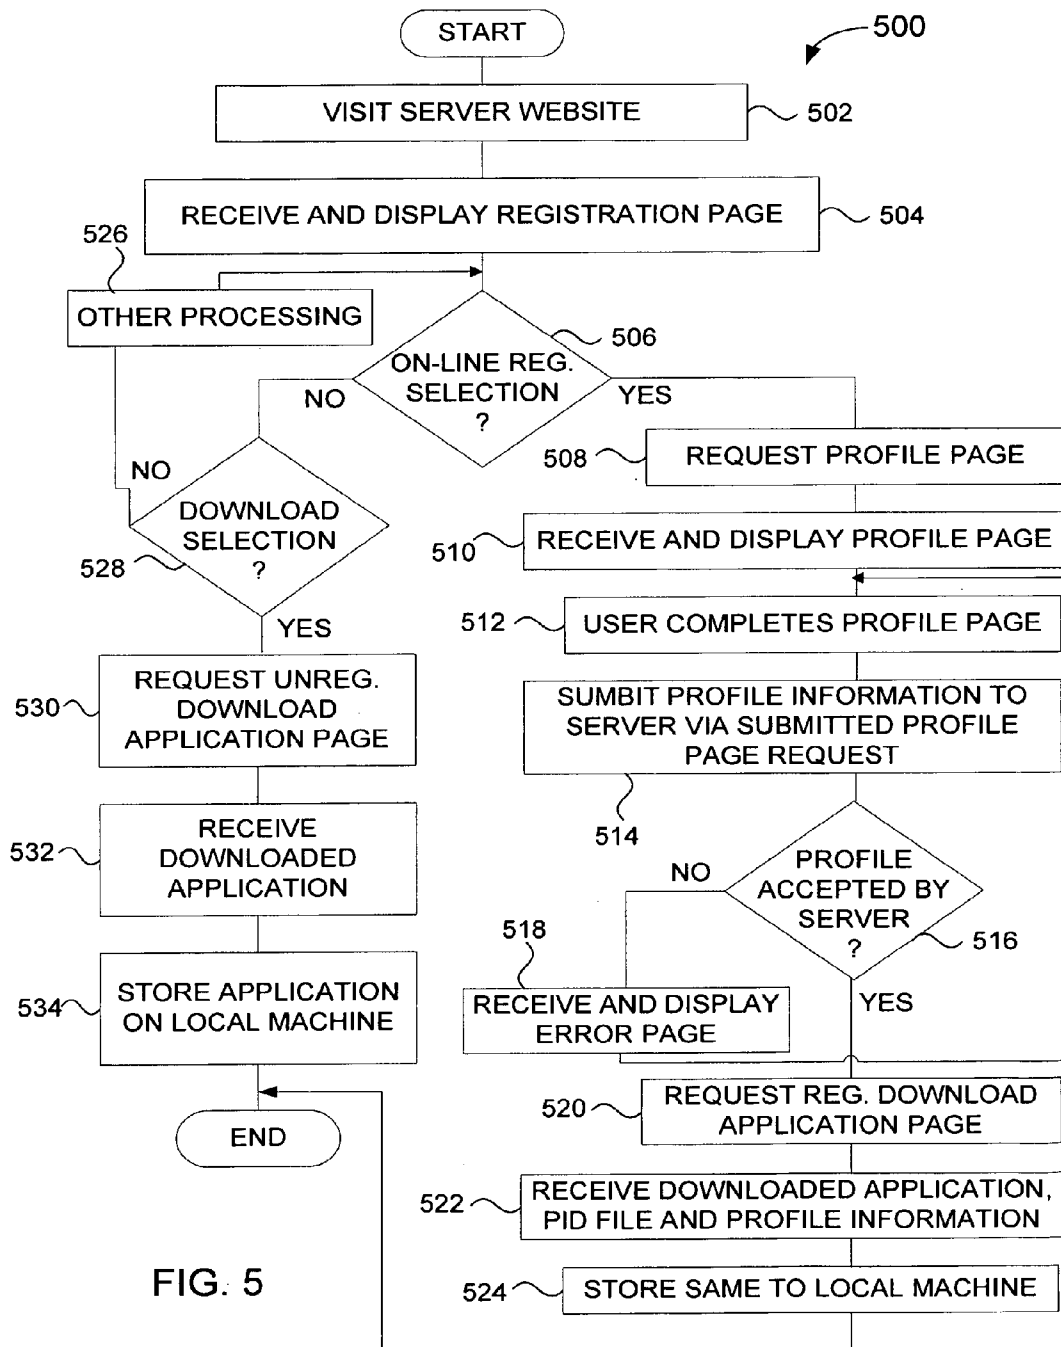 START
500
VISIT SERVER WEBSITE
502
RECEIVE AND DISPLAY REGISTRATION PAGE
504
526
OTHER PROCESSING
506
ON-LINE REG.
SELECTION
?
NO
YES
508
REQUEST PROFILE PAGE
NO
DOWNLOAD
SELECTION
?
528
510
RECEIVE AND DISPLAY PROFILE PAGE
512
USER COMPLETES PROFILE PAGE
YES
530
REQUEST UNREG.
DOWNLOAD
APPLICATION PAGE
SUMBIT PROFILE INFORMATION TO
SERVER VIA SUBMITTED PROFILE
PAGE REQUEST
514
532
RECEIVE
DOWNLOADED
APPLICATION
PROFILE
ACCEPTED BY
SERVER
?
516
NO
YES
518
RECEIVE AND DISPLAY
ERROR PAGE
534
STORE APPLICATION
ON LOCAL MACHINE
520
REQUEST REG. DOWNLOAD
APPLICATION PAGE
END
522
RECEIVE DOWNLOADED APPLICATION,
PID FILE AND PROFILE INFORMATION
524
STORE SAME TO LOCAL MACHINE
FIG. 5